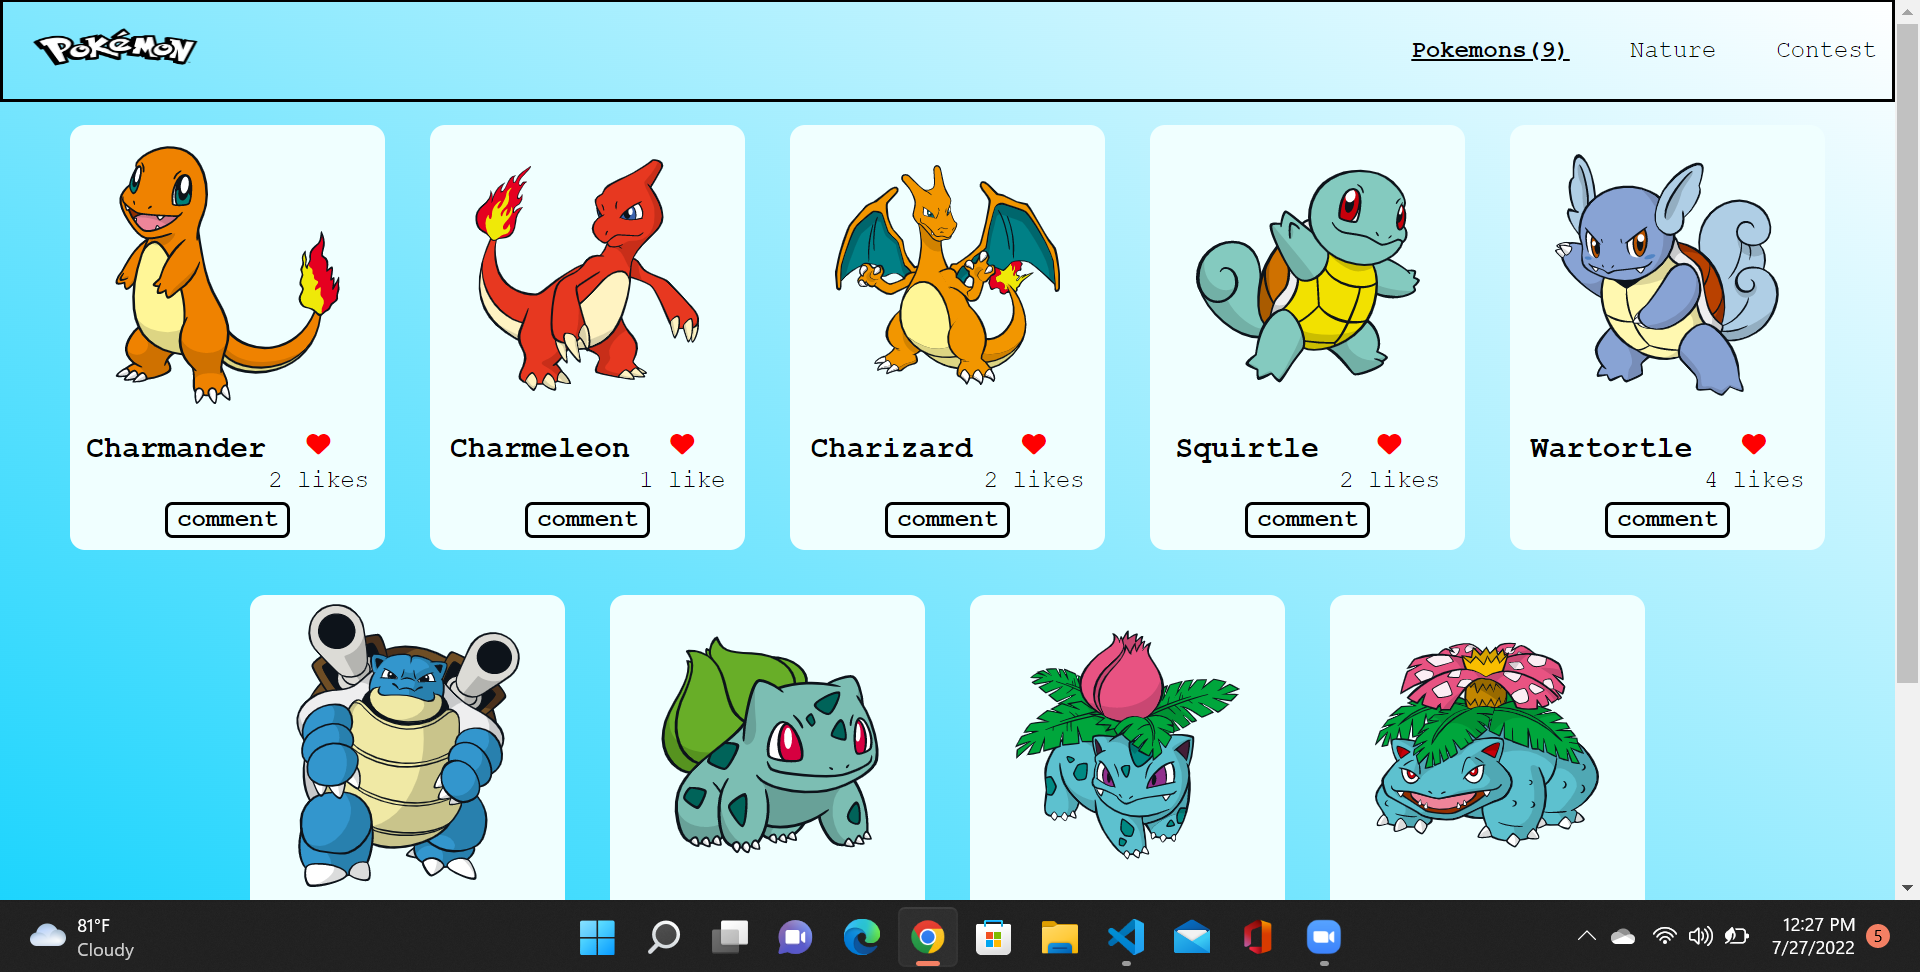 POKéMON
Pokemons(9)
Nature
Contest
Charmander
2 likes
comment
Charmeleon
1 like
comment
Charizard
2 likes
comment
Squirtle
2 likes
comment
Wartortle
4 likes
comment
81°F
Cloudy
12:27 PM
7/27/2022
5